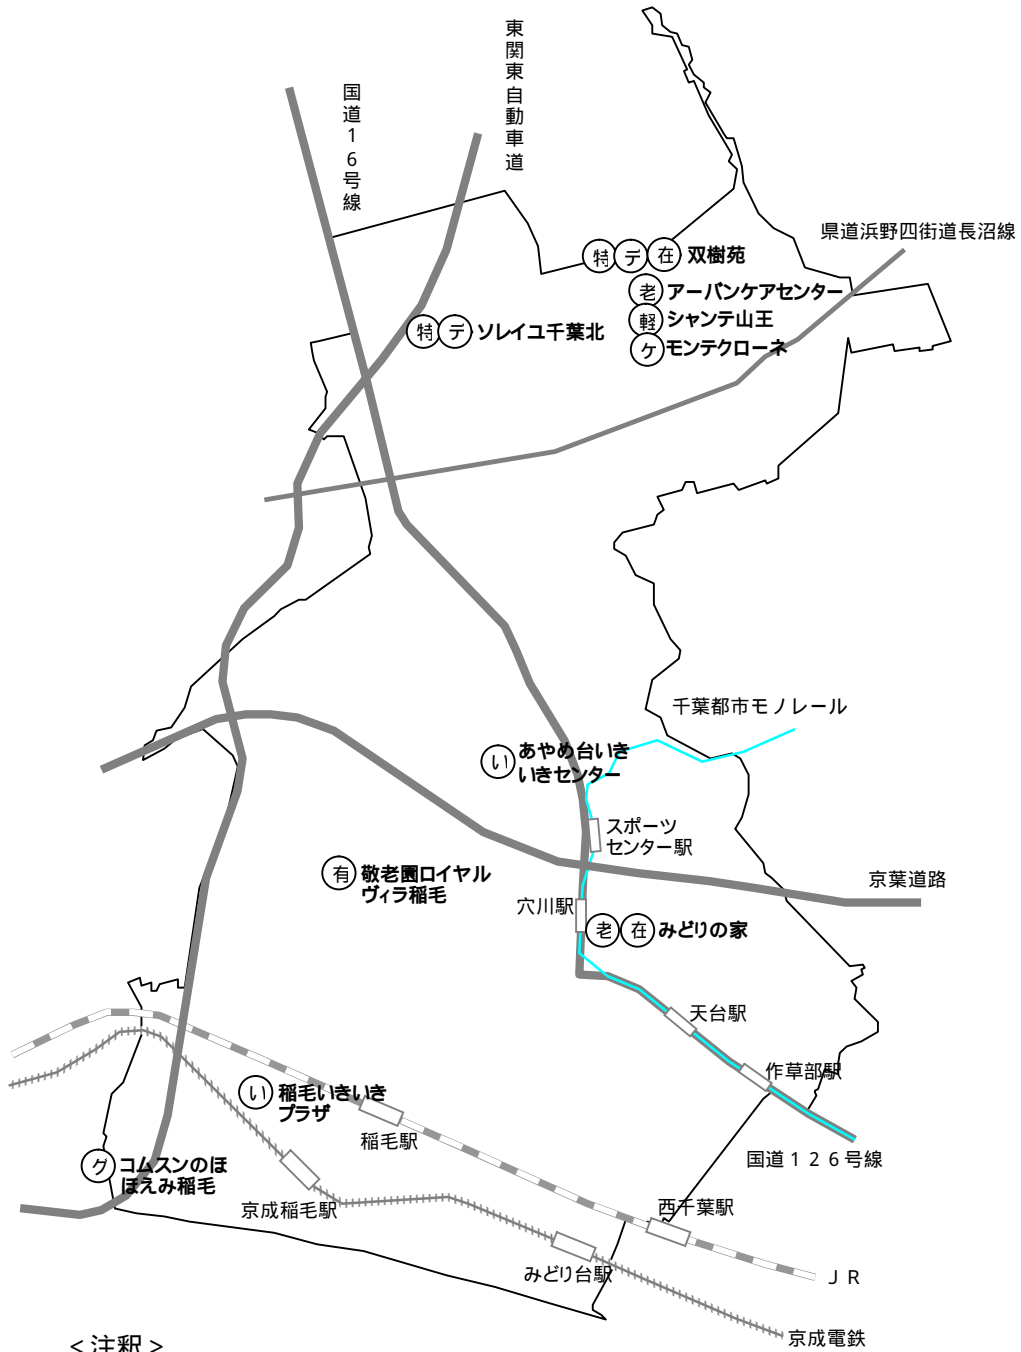 東関東自動車道
国道16号線
県道浜野四街道長沼線
特 デ 在 双樹苑
老 アーバンケアセンター
軽 シャンテ山王
ケ モンテクローネ
特 デ ソレイユ千葉北
千葉都市モノレール
い あやめ台いき
いきセンター
スポーツ
センター駅
有 敬老園ロイヤル
ヴィラ稲毛
京葉道路
穴川駅
老 在 みどりの家
天台駅
作草部駅
い 稲毛いきいき
プラザ
稲毛駅
国道126号線
グ コムスンのほ
ほえみ稲毛
京成稲毛駅
西千葉駅
みどり台駅
JR
京成電鉄
<注釈>